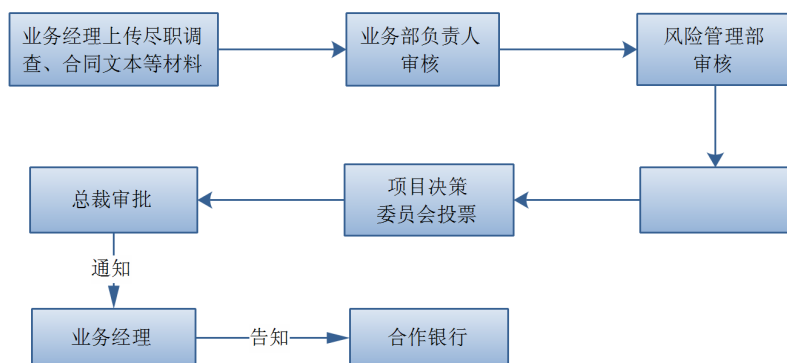 业务经理上传尽职调
查、合同文本等材料
业务部负责人
审核
风险管理部
审核
项目决策
委员会投票
总裁审批
通知
业务经理
告知
合作银行